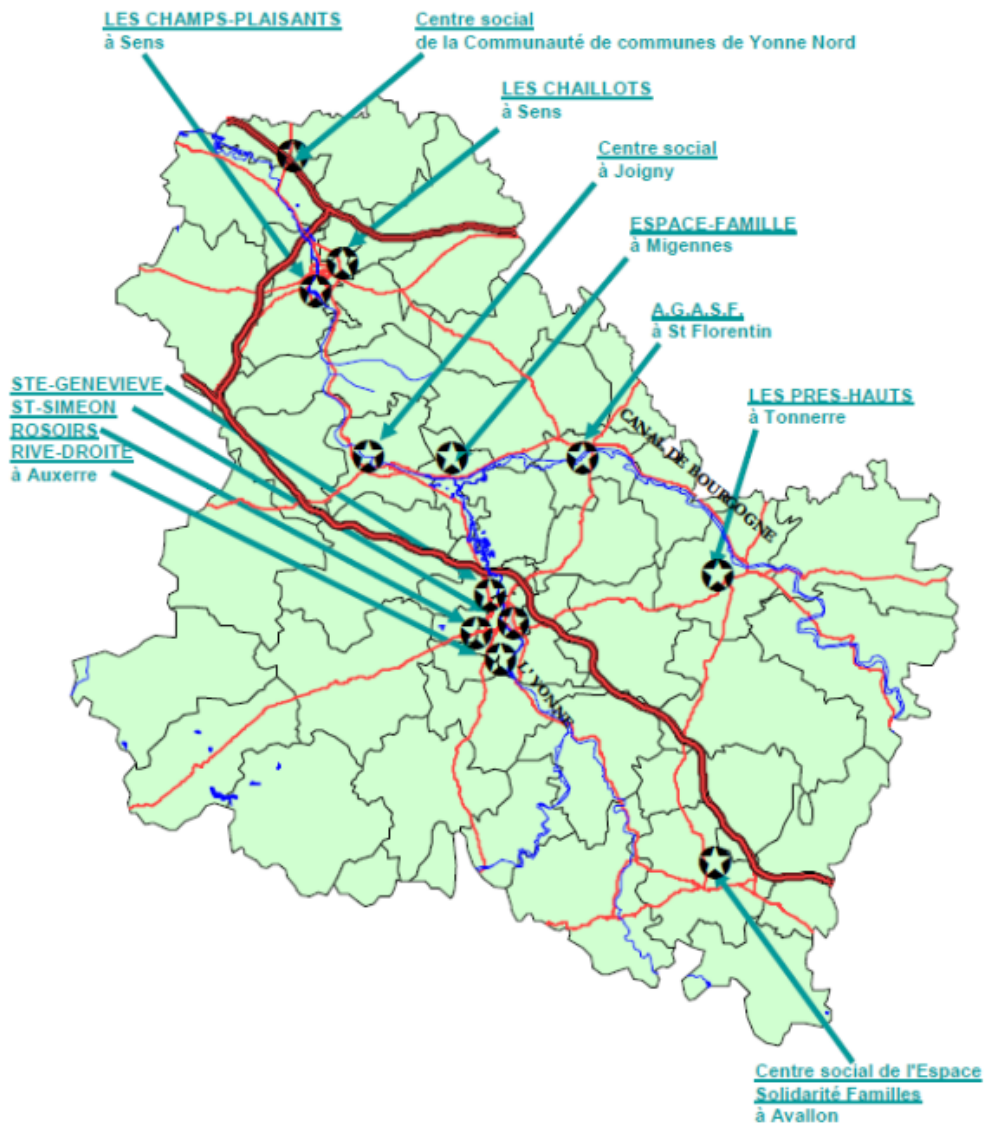 LES CHAMPS-PLAISANTS
à Sens
Centre social
de la Communauté de communes de Yonne Nord
LES CHAILLOTS
à Sens
Centre social
à Joigny
ESPACE-FAMILLE
à Migennes
A.G.A.S.F.
à St Florentin
STE-GENEVIEVE
ST-SIMEON
ROSOIRS
RIVE-DROITE
à Auxerre
LES PRES-HAUTS
à Tonnerre
CANAL DE BOURGOGNE
L'YONNE
Centre social de l'Espace
Solidarité Familles
à Avallon